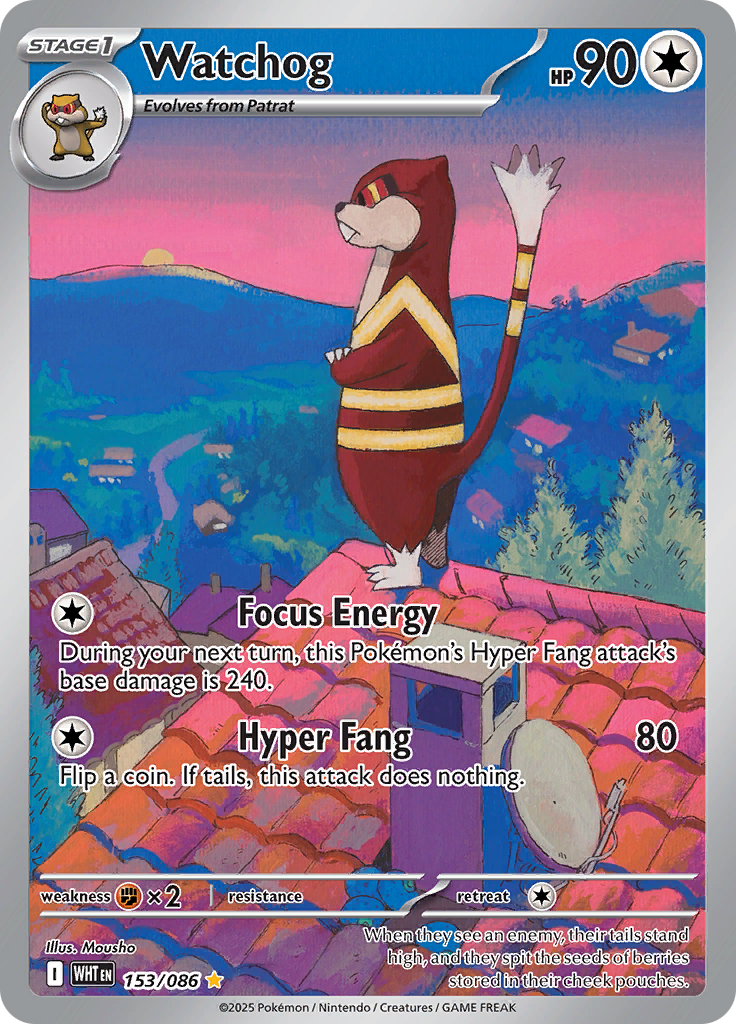 STAGE1
Watchog
HP 90
Evolves from Patrat
Focus Energy
During your next turn, this Pokémon's Hyper Fang attack's
base damage is 240.
Hyper Fang 80
Flip a coin. If tails, this attack does nothing.
weakness ×2 resistance retreat
Illus. Mousho
When they see an enemy, their tails stand
high, and they spit the seeds of berries
stored in their cheek pouches.
I WHT EN 153/086
©2025 Pokémon / Nintendo / Creatures / GAME FREAK